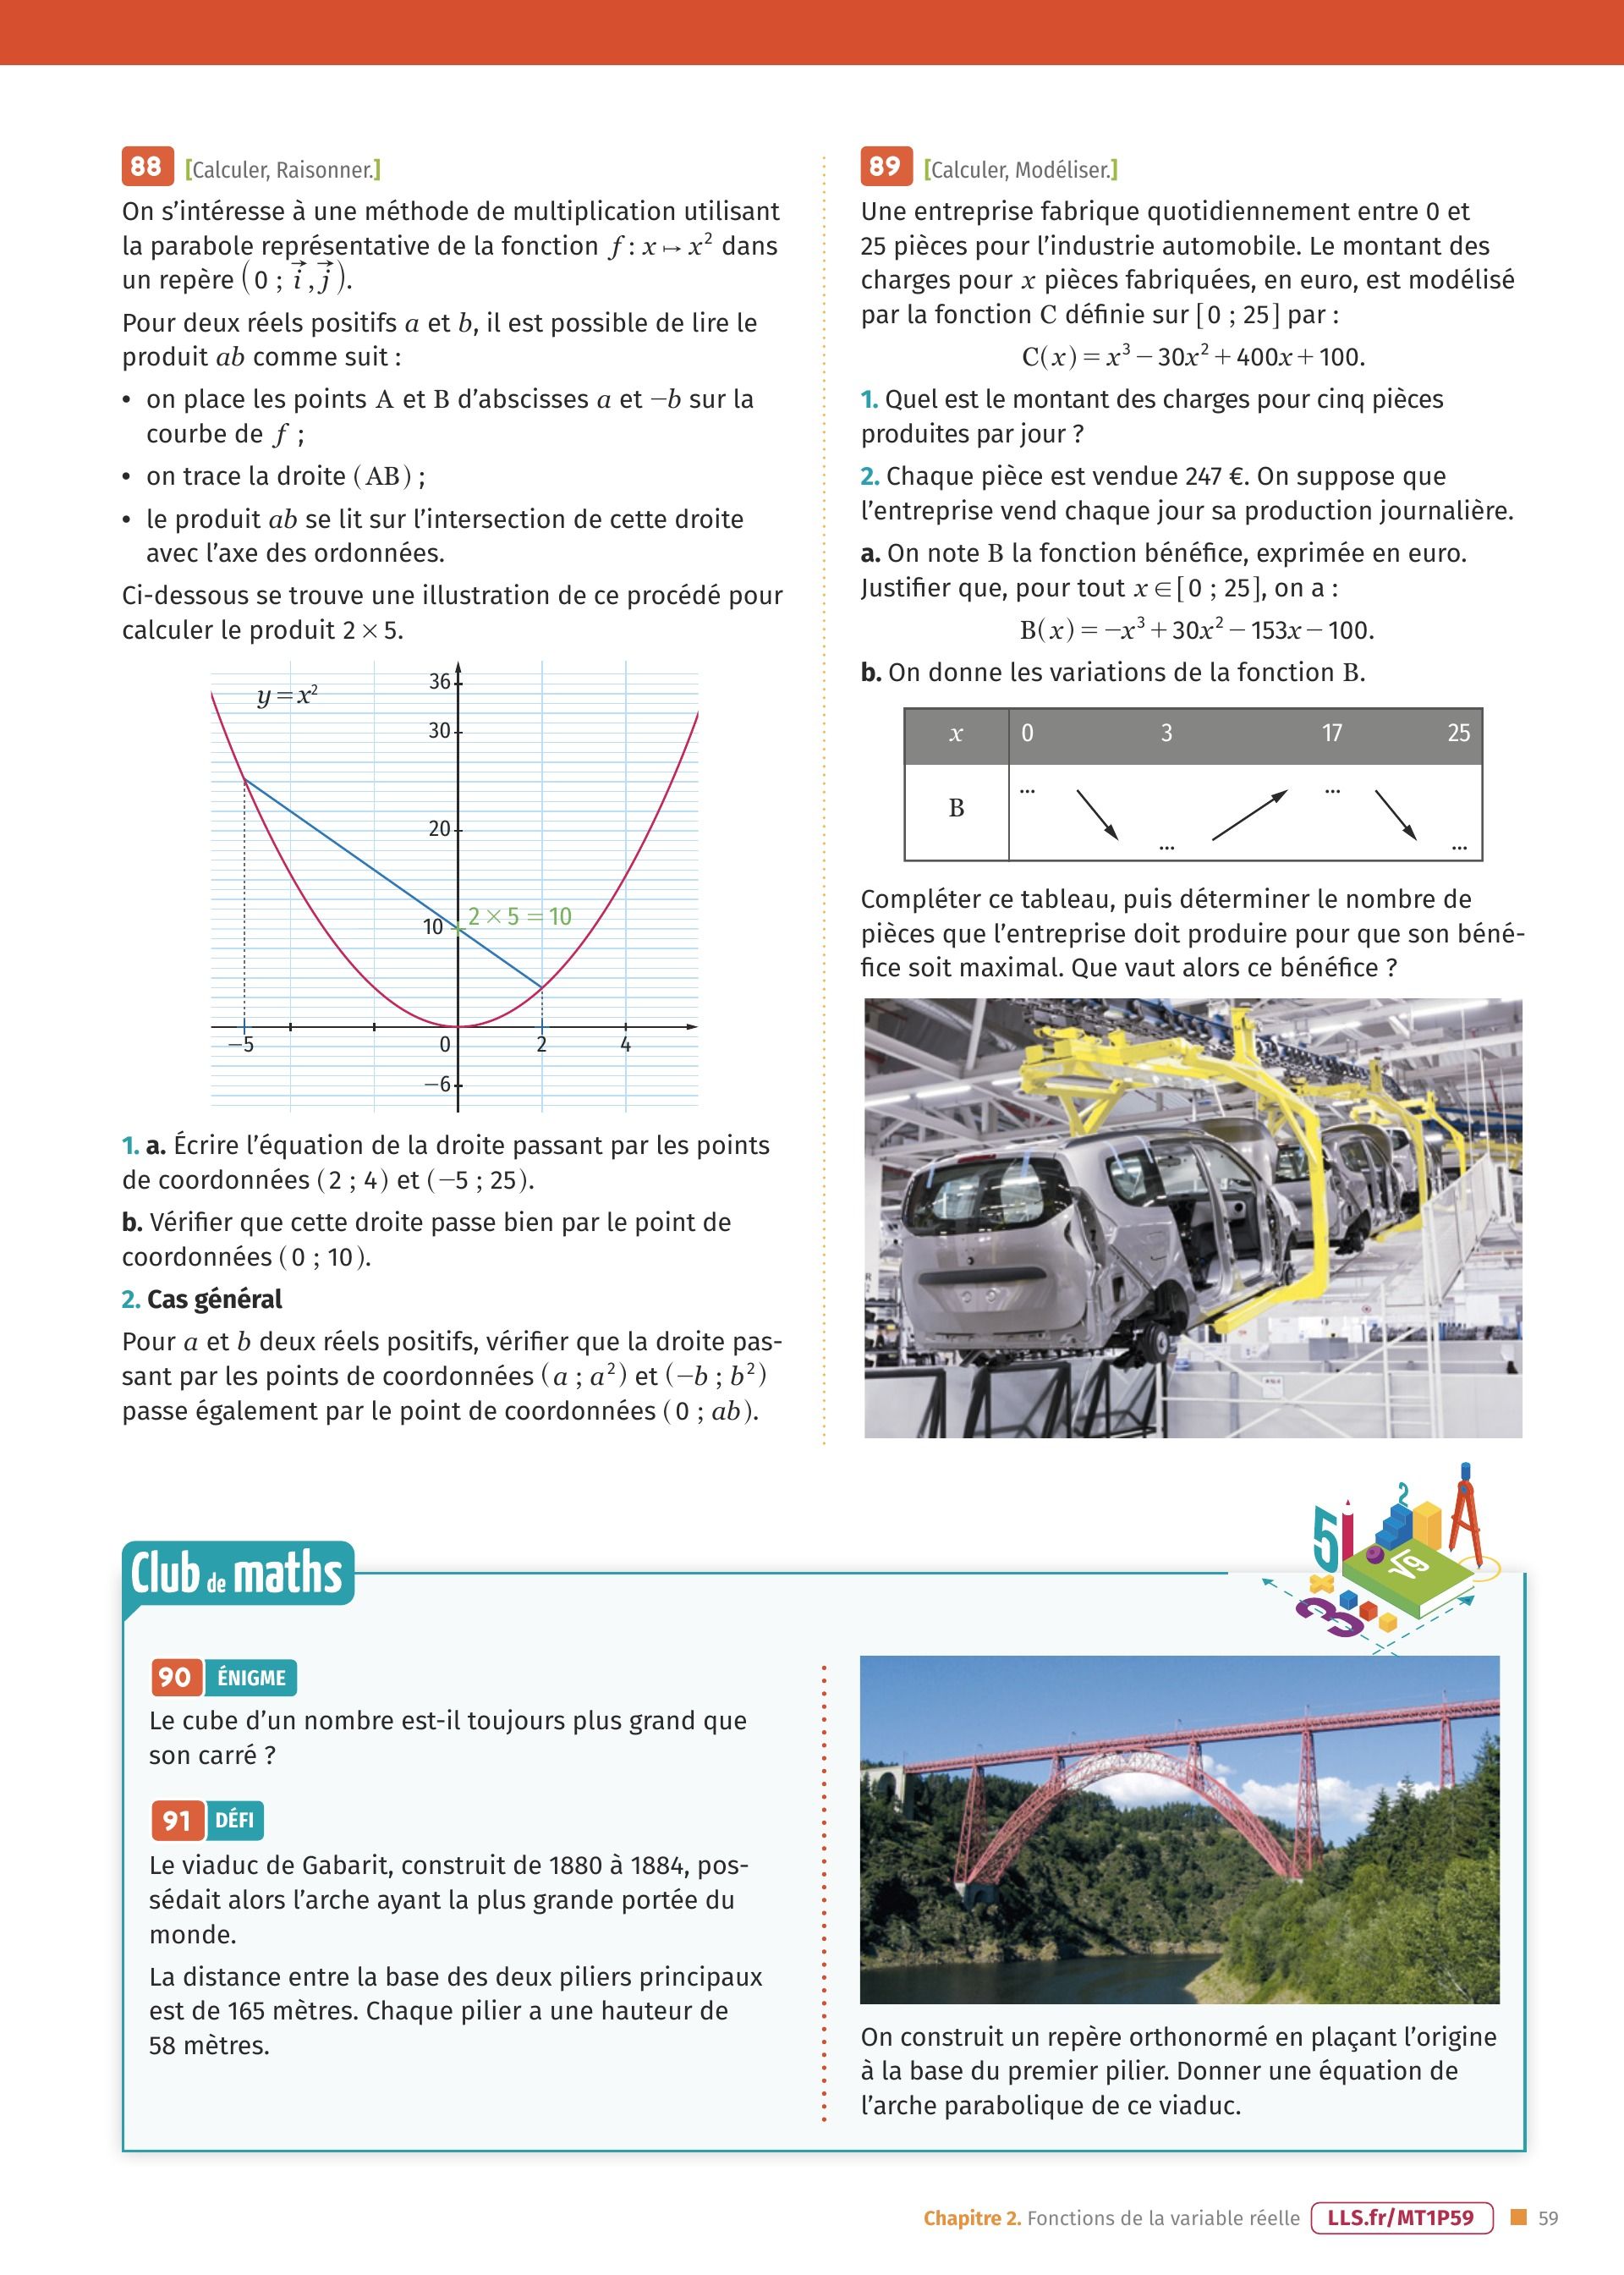 88 [Calculer, Raisonner.]
On s’intéresse à une méthode de multiplication utilisant
la parabole représentative de la fonction f : x ↦ x² dans
un repère (0 ; i⃗ , j⃗).
Pour deux réels positifs a et b, il est possible de lire le
produit ab comme suit :
• on place les points A et B d’abscisses a et −b sur la
courbe de f ;
• on trace la droite (AB) ;
• le produit ab se lit sur l’intersection de cette droite
avec l’axe des ordonnées.
Ci-dessous se trouve une illustration de ce procédé pour
calculer le produit 2 × 5.
y = x²
36
30
20
10
2 × 5 = 10
−5
0
2
4
−6
1. a. Écrire l’équation de la droite passant par les points
de coordonnées (2 ; 4) et (−5 ; 25).
b. Vérifier que cette droite passe bien par le point de
coordonnées (0 ; 10).
2. Cas général
Pour a et b deux réels positifs, vérifier que la droite pas-
sant par les points de coordonnées (a ; a²) et (−b ; b²)
passe également par le point de coordonnées (0 ; ab).
89 [Calculer, Modéliser.]
Une entreprise fabrique quotidiennement entre 0 et
25 pièces pour l’industrie automobile. Le montant des
charges pour x pièces fabriquées, en euro, est modélisé
par la fonction C définie sur [0 ; 25] par :
C(x) = x³ − 30x² + 400x + 100.
1. Quel est le montant des charges pour cinq pièces
produites par jour ?
2. Chaque pièce est vendue 247 €. On suppose que
l’entreprise vend chaque jour sa production journalière.
a. On note B la fonction bénéfice, exprimée en euro.
Justifier que, pour tout x ∈ [0 ; 25], on a :
B(x) = −x³ + 30x² − 153x − 100.
b. On donne les variations de la fonction B.
x 0 3 17 25
B ... ... ... ...
Compléter ce tableau, puis déterminer le nombre de
pièces que l’entreprise doit produire pour que son béné-
fice soit maximal. Que vaut alors ce bénéfice ?
Club de maths
5 2 √9 3
90 ÉNIGME
Le cube d’un nombre est-il toujours plus grand que
son carré ?
91 DÉFI
Le viaduc de Gabarit, construit de 1880 à 1884, pos-
sédait alors l’arche ayant la plus grande portée du
monde.
La distance entre la base des deux piliers principaux
est de 165 mètres. Chaque pilier a une hauteur de
58 mètres.
On construit un repère orthonormé en plaçant l’origine
à la base du premier pilier. Donner une équation de
l’arche parabolique de ce viaduc.
Chapitre 2. Fonctions de la variable réelle LLS.fr/MT1P59 59